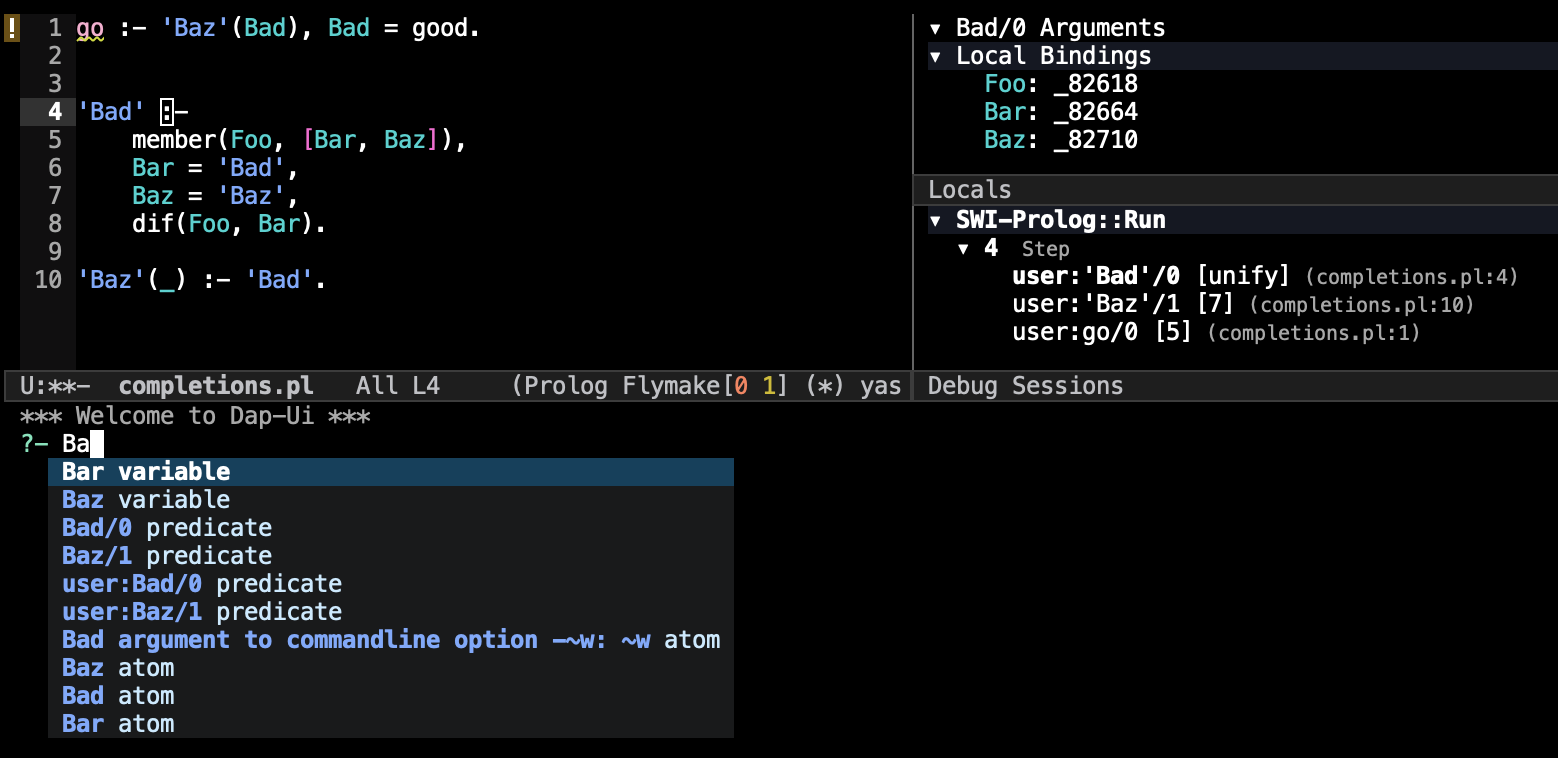 ! 1 go :- 'Baz'(Bad), Bad = good.
2
3
4 'Bad' :-
5 member(Foo, [Bar, Baz]),
6 Bar = 'Bad',
7 Baz = 'Baz',
8 dif(Foo, Bar).
9
10 'Baz'(_) :- 'Bad'.
U:**- completions.pl All L4 (Prolog Flymake[0 1] (*) yas
▼ Bad/0 Arguments
▼ Local Bindings
Foo: _82618
Bar: _82664
Baz: _82710
Locals
▼ SWI-Prolog::Run
▼ 4 Step
user:'Bad'/0 [unify] (completions.pl:4)
user:'Baz'/1 [7] (completions.pl:10)
user:go/0 [5] (completions.pl:1)
Debug Sessions
*** Welcome to Dap-Ui ***
?- Ba
Bar variable
Baz variable
Bad/0 predicate
Baz/1 predicate
user:Bad/0 predicate
user:Baz/1 predicate
Bad argument to commandline option -~w: ~w atom
Baz atom
Bad atom
Bar atom